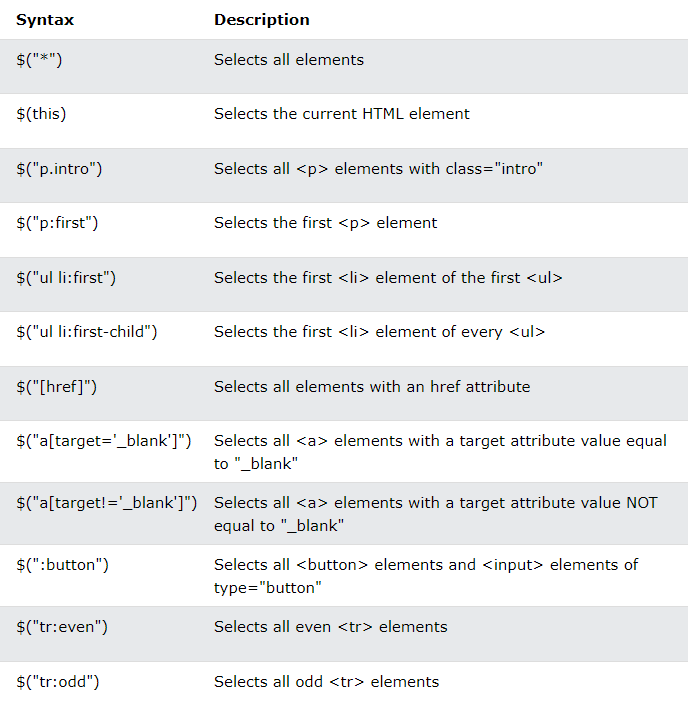 Syntax Description
$("*") Selects all elements
$(this) Selects the current HTML element
$("p.intro") Selects all <p> elements with class="intro"
$("p:first") Selects the first <p> element
$("ul li:first") Selects the first <li> element of the first <ul>
$("ul li:first-child") Selects the first <li> element of every <ul>
$("[href]") Selects all elements with an href attribute
$("a[target='_blank']") Selects all <a> elements with a target attribute value equal
to "_blank"
$("a[target!='_blank']") Selects all <a> elements with a target attribute value NOT
equal to "_blank"
$(":button") Selects all <button> elements and <input> elements of
type="button"
$("tr:even") Selects all even <tr> elements
$("tr:odd") Selects all odd <tr> elements